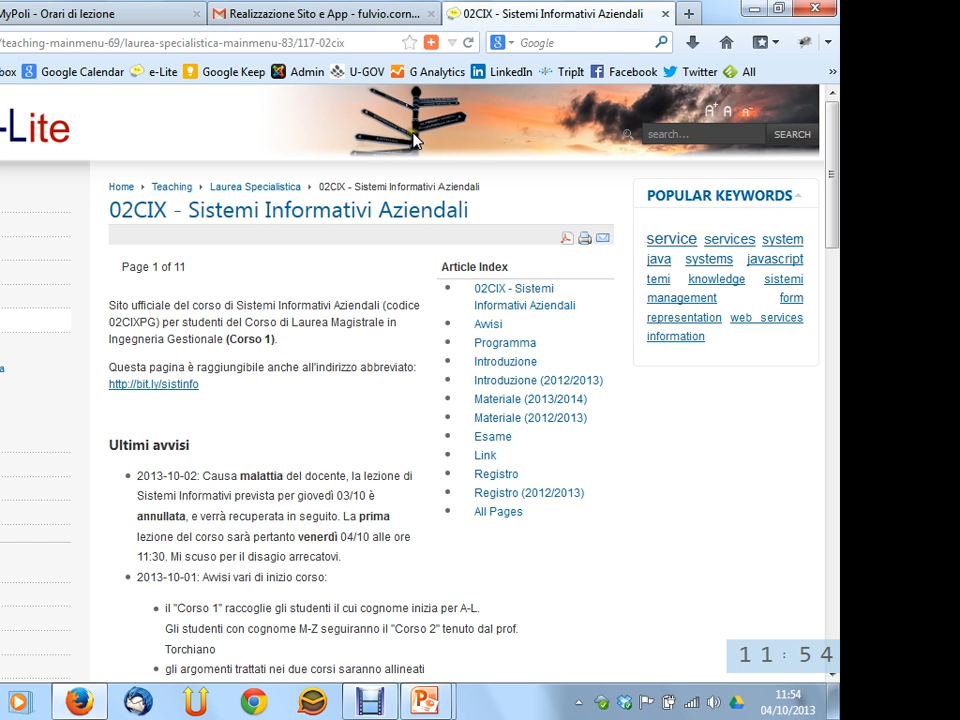 MyPoli - Orari di lezione
Realizzazione Sito e App - fulvio.corn...
02CIX - Sistemi Informativi Aziendali
/teaching-mainmenu-69/laurea-specialistica-mainmenu-83/117-02cix
Google
box Google Calendar e-Lite Google Keep Admin U-GOV G Analytics LinkedIn TripIt Facebook Twitter All »
-Lite
A+ A A-
search... SEARCH
Home Teaching Laurea Specialistica 02CIX - Sistemi Informativi Aziendali
02CIX - Sistemi Informativi Aziendali
Page 1 of 11
Sito ufficiale del corso di Sistemi Informativi Aziendali (codice
02CIXPG) per studenti del Corso di Laurea Magistrale in
Ingegneria Gestionale (Corso 1).
Questa pagina è raggiungibile anche all'indirizzo abbreviato:
http://bit.ly/sistinfo
Article Index
02CIX - Sistemi
Informativi Aziendali
Avvisi
Programma
Introduzione
Introduzione (2012/2013)
Materiale (2013/2014)
Materiale (2012/2013)
Esame
Link
Registro
Registro (2012/2013)
All Pages
POPULAR KEYWORDS
service services system
java systems javascript
temi knowledge sistemi
management form
representation web services
information
Ultimi avvisi
2013-10-02: Causa malattia del docente, la lezione di
Sistemi Informativi prevista per giovedì 03/10 è
annullata, e verrà recuperata in seguito. La prima
lezione del corso sarà pertanto venerdì 04/10 alle ore
11:30. Mi scuso per il disagio arrecatovi.
2013-10-01: Avvisi vari di inizio corso:
il "Corso 1" raccoglie gli studenti il cui cognome inizia per A-L.
Gli studenti con cognome M-Z seguiranno il "Corso 2" tenuto dal prof.
Torchiano
gli argomenti trattati nei due corsi saranno allineati
11:54
11:54
04/10/2013